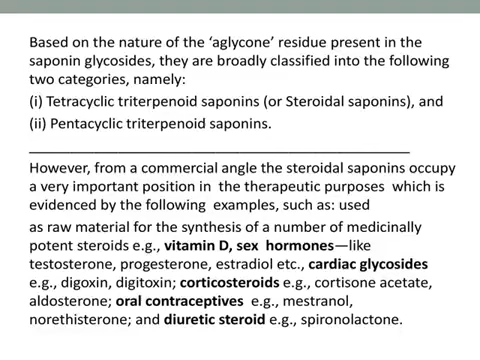 Based on the nature of the ‘aglycone’ residue present in the
saponin glycosides, they are broadly classified into the following
two categories, namely:
(i) Tetracyclic triterpenoid saponins (or Steroidal saponins), and
(ii) Pentacyclic triterpenoid saponins.
However, from a commercial angle the steroidal saponins occupy
a very important position in the therapeutic purposes which is
evidenced by the following examples, such as: used
as raw material for the synthesis of a number of medicinally
potent steroids e.g., vitamin D, sex hormones—like
testosterone, progesterone, estradiol etc., cardiac glycosides
e.g., digoxin, digitoxin; corticosteroids e.g., cortisone acetate,
aldosterone; oral contraceptives e.g., mestranol,
norethisterone; and diuretic steroid e.g., spironolactone.